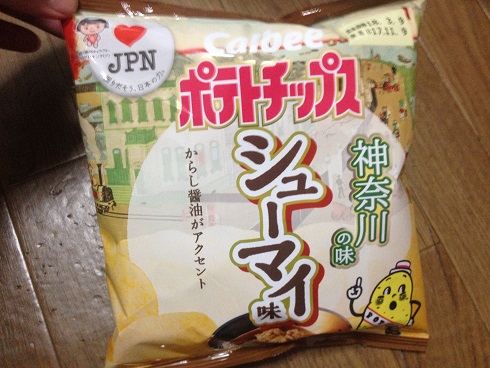 JPN
Calbee
ポテトチップス
神奈川
の味
シューマイ味
からし醤油がアクセント